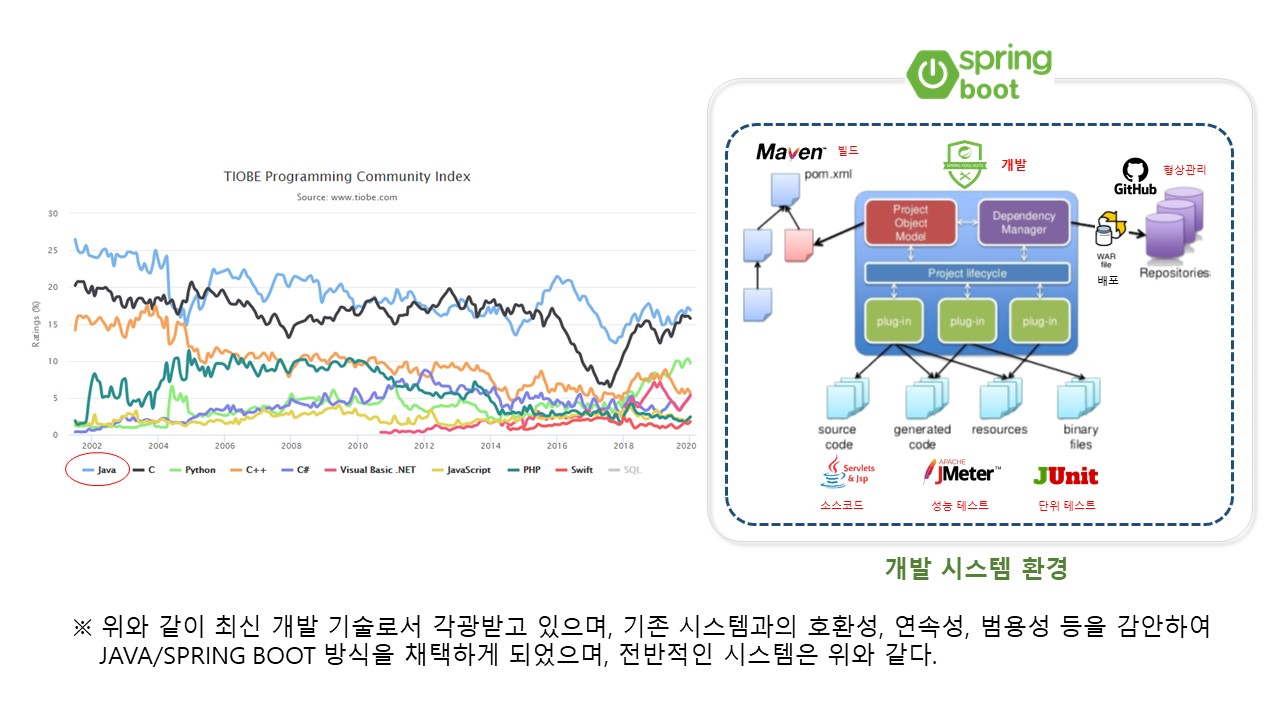 TIOBE Programming Community Index
Source: www.tiobe.com
Ratings (%)
30
25
20
15
10
5
0
2002 2004 2006 2008 2010 2012 2014 2016 2018 2020
Java C Python C++ C# Visual Basic .NET JavaScript PHP Swift SQL
spring
boot
Maven™ 빌드
pom.xml
SPRING TOOL SUITE
개발
GitHub
형상관리
Project
Object
Model
Dependency
Manager
WAR
file
배포
Repositories
Project lifecycle
plug-in plug-in plug-in
source
code
generated
code
resources
binary
files
Servlets
& Jsp
APACHE
JMeter™
JUnit
소스코드 성능 테스트 단위 테스트
개발 시스템 환경
※ 위와 같이 최신 개발 기술로서 각광받고 있으며, 기존 시스템과의 호환성, 연속성, 범용성 등을 감안하여
JAVA/SPRING BOOT 방식을 채택하게 되었으며, 전반적인 시스템은 위와 같다.